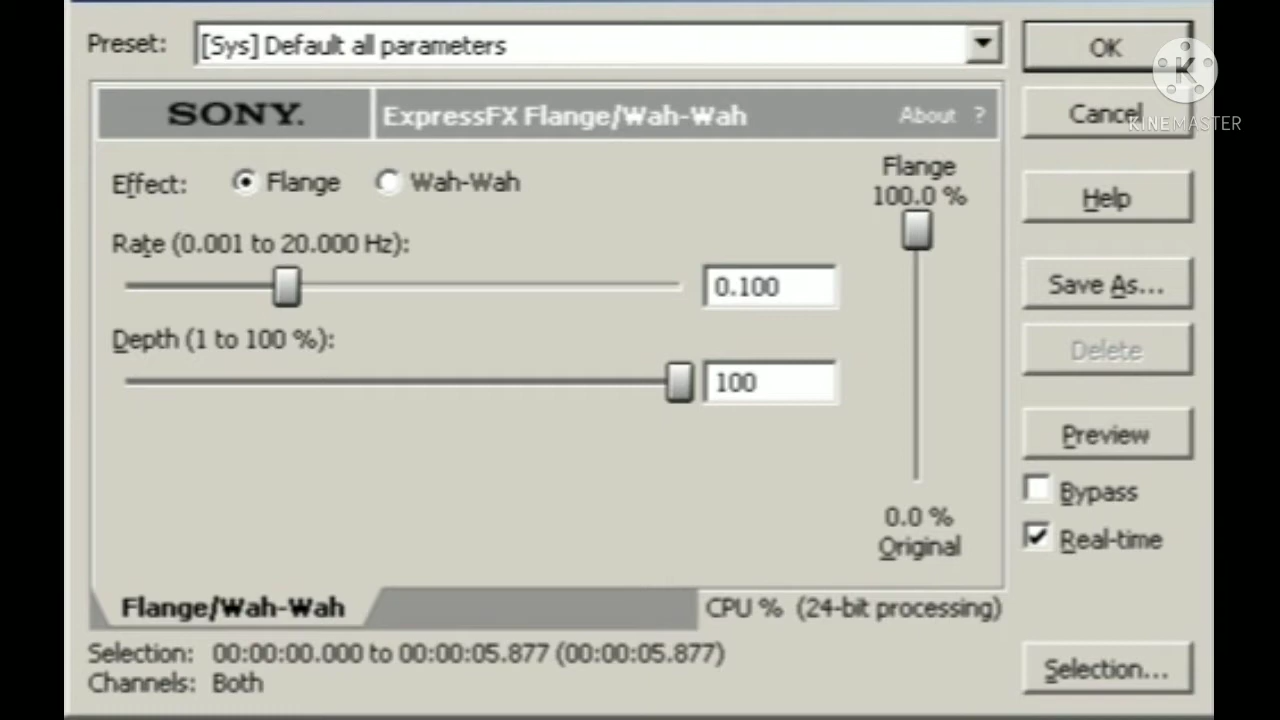 Preset: [Sys] Default all parameters
OK
SONY. ExpressFX Flange/Wah-Wah About ?
Cancel
KINEMASTER
Effect: Flange Wah-Wah
Flange
100.0 %
Help
Rate (0.001 to 20.000 Hz):
0.100
Save As...
Depth (1 to 100 %):
100
Delete
Preview
Bypass
0.0 %
Original
Real-time
Flange/Wah-Wah
CPU % (24-bit processing)
Selection: 00:00:00.000 to 00:00:05.877 (00:00:05.877)
Channels: Both
Selection...